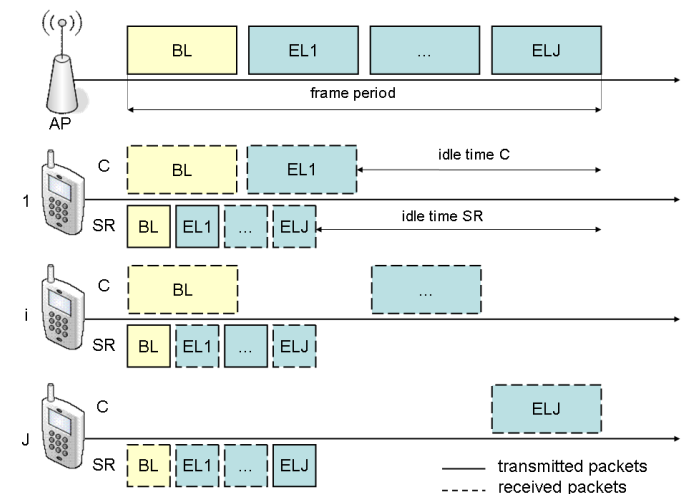 BL EL1 ... ELJ
frame period
AP
C BL EL1 idle time C
1
SR BL EL1 ... ELJ idle time SR
C BL ...
i
SR BL EL1 ... ELJ
C ELJ
J
SR BL EL1 ... ELJ
transmitted packets
received packets